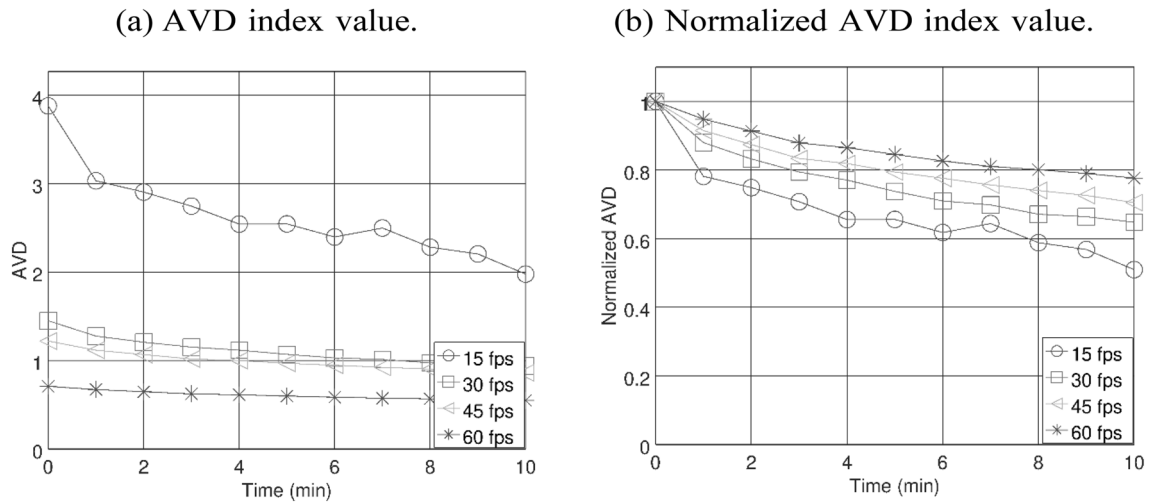 (a) AVD index value.
4
3
2
1
0
0 2 4 6 8 10
AVD
Time (min)
15 fps
30 fps
45 fps
60 fps
(b) Normalized AVD index value.
1
0.8
0.6
0.4
0.2
0
0 2 4 6 8 10
Normalized AVD
Time (min)
15 fps
30 fps
45 fps
60 fps